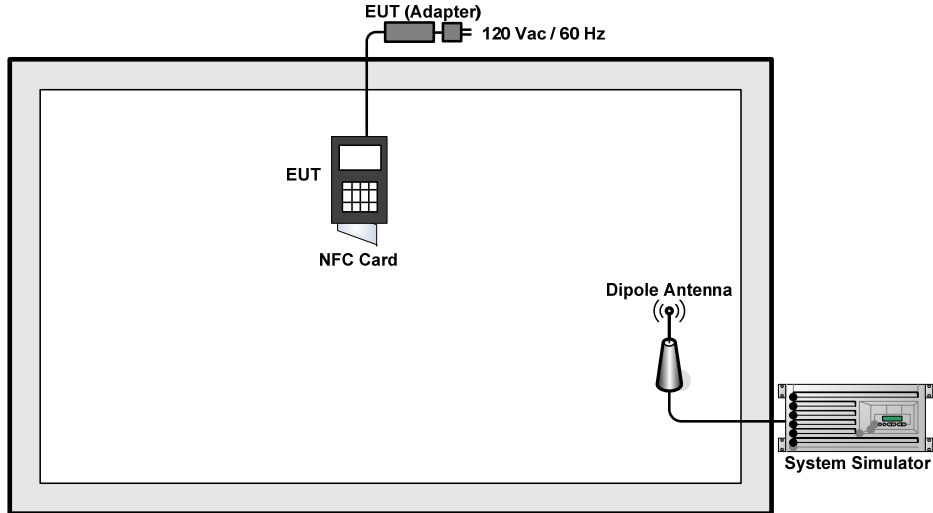 EUT (Adapter)
120 Vac / 60 Hz
EUT
NFC Card
Dipole Antenna
System Simulator